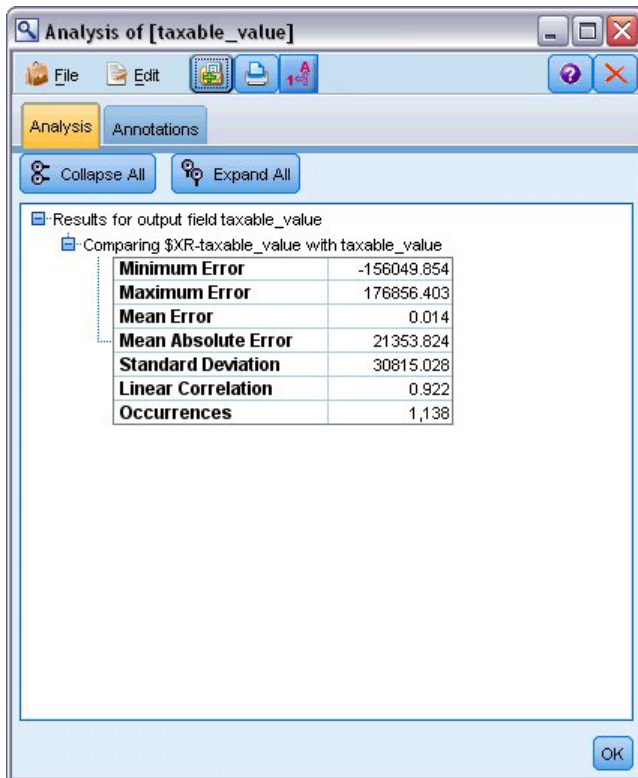 Analysis of [taxable_value]
File Edit
Analysis Annotations
Collapse All Expand All
Results for output field taxable_value
Comparing $XR-taxable_value with taxable_value
Minimum Error -156049.854
Maximum Error 176856.403
Mean Error 0.014
Mean Absolute Error 21353.824
Standard Deviation 30815.028
Linear Correlation 0.922
Occurrences 1,138
OK